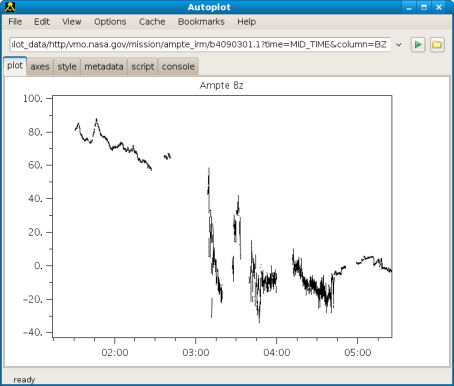 Autoplot
File Edit View Options Cache Bookmarks Help
plot_data/http/vmo.nasa.gov/mission/ampte_irm/b4090301.1?time=MID_TIME&column=BZ
plot axes style metadata script console
Ampte Bz
100.
80.
60.
40.
20.
0.
-20.
-40.
02:00 03:00 04:00 05:00
ready